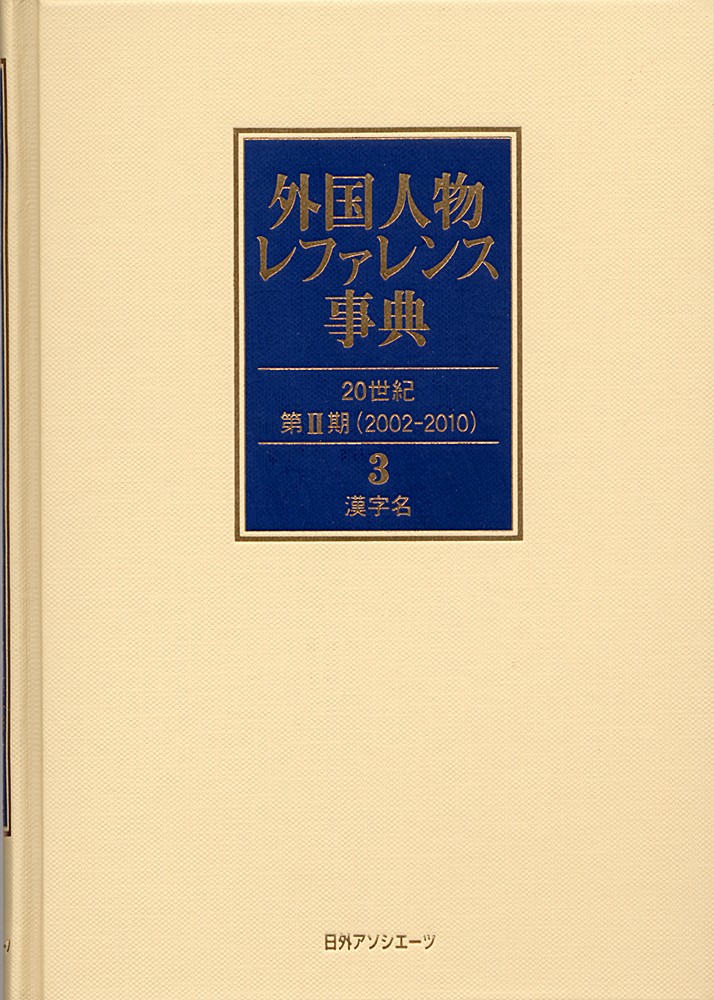 外国人物
レファレンス
事典
20世紀
第Ⅱ期(2002-2010)
3
漢字名
日外アソシエーツ